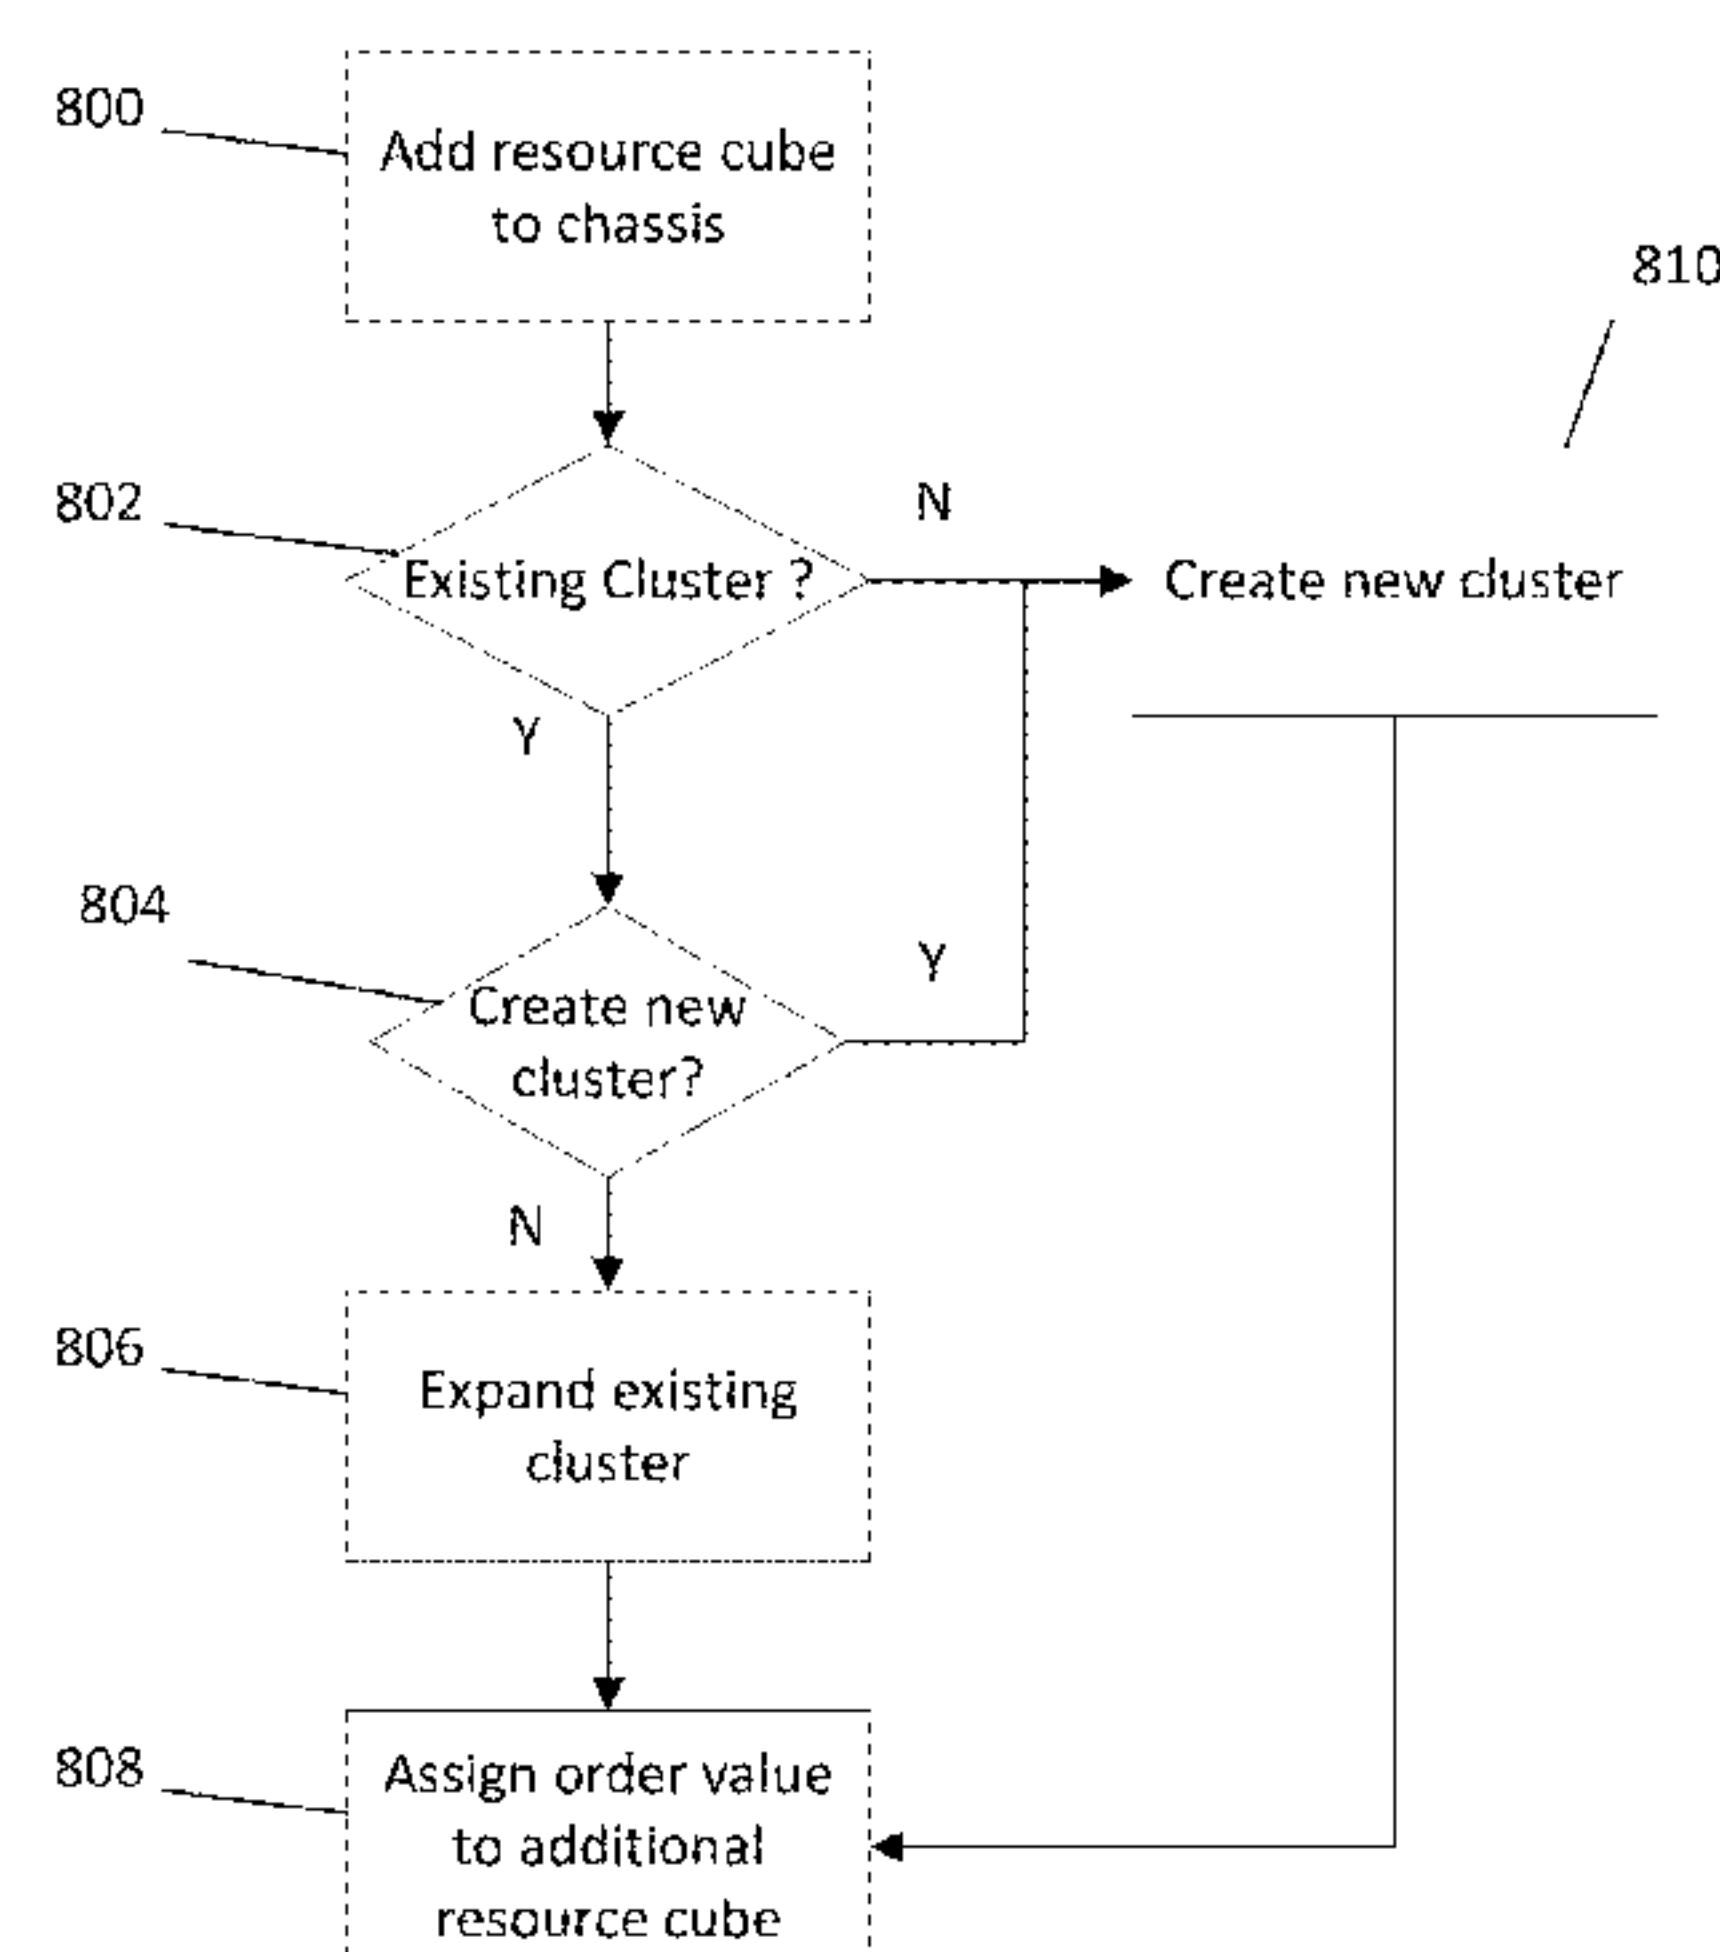 800
Add resource cube
to chassis
810
802
N
Existing Cluster ?
Create new cluster
Y
804
Y
Create new
cluster?
N
806
Expand existing
cluster
808
Assign order value
to additional
resource cube